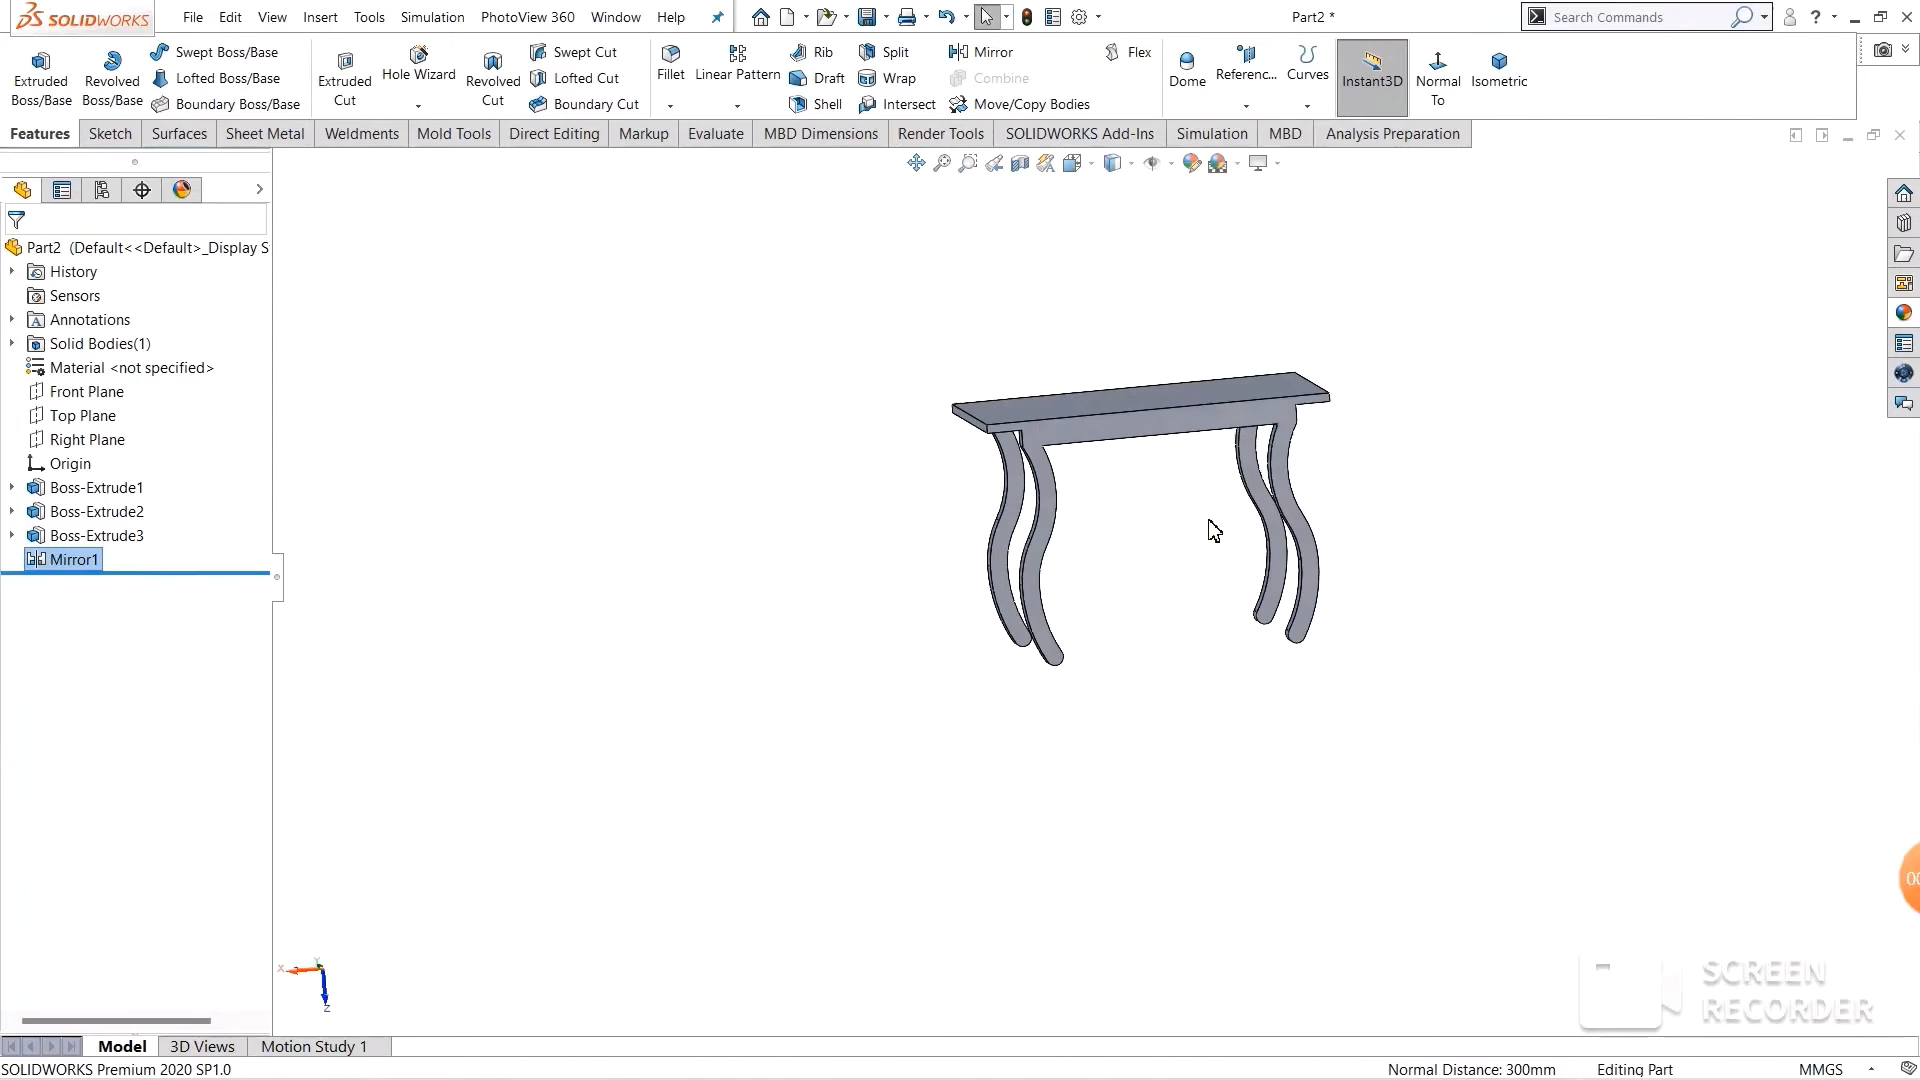 SOLIDWORKS File Edit View Insert Tools Simulation PhotoView 360 Window Help Part2 * Search Commands ?
Extruded Boss/Base
Revolved Boss/Base
Swept Boss/Base
Lofted Boss/Base
Boundary Boss/Base
Extruded Cut
Hole Wizard
Revolved Cut
Swept Cut
Lofted Cut
Boundary Cut
Fillet
Linear Pattern
Rib
Draft
Shell
Split
Wrap
Intersect
Mirror
Combine
Move/Copy Bodies
Flex
Dome
Referenc...
Curves
Instant3D
Normal To
Isometric
Features Sketch Surfaces Sheet Metal Weldments Mold Tools Direct Editing Markup Evaluate MBD Dimensions Render Tools SOLIDWORKS Add-Ins Simulation MBD Analysis Preparation
Part2 (Default<<Default>_Display S
History
Sensors
A Annotations
Solid Bodies(1)
Material <not specified>
Front Plane
Top Plane
Right Plane
Origin
Boss-Extrude1
Boss-Extrude2
Boss-Extrude3
Mirror1
X Y
Z
00
SCREEN
RECORDER
Model 3D Views Motion Study 1
SOLIDWORKS Premium 2020 SP1.0 Normal Distance: 300mm Editing Part MMGS